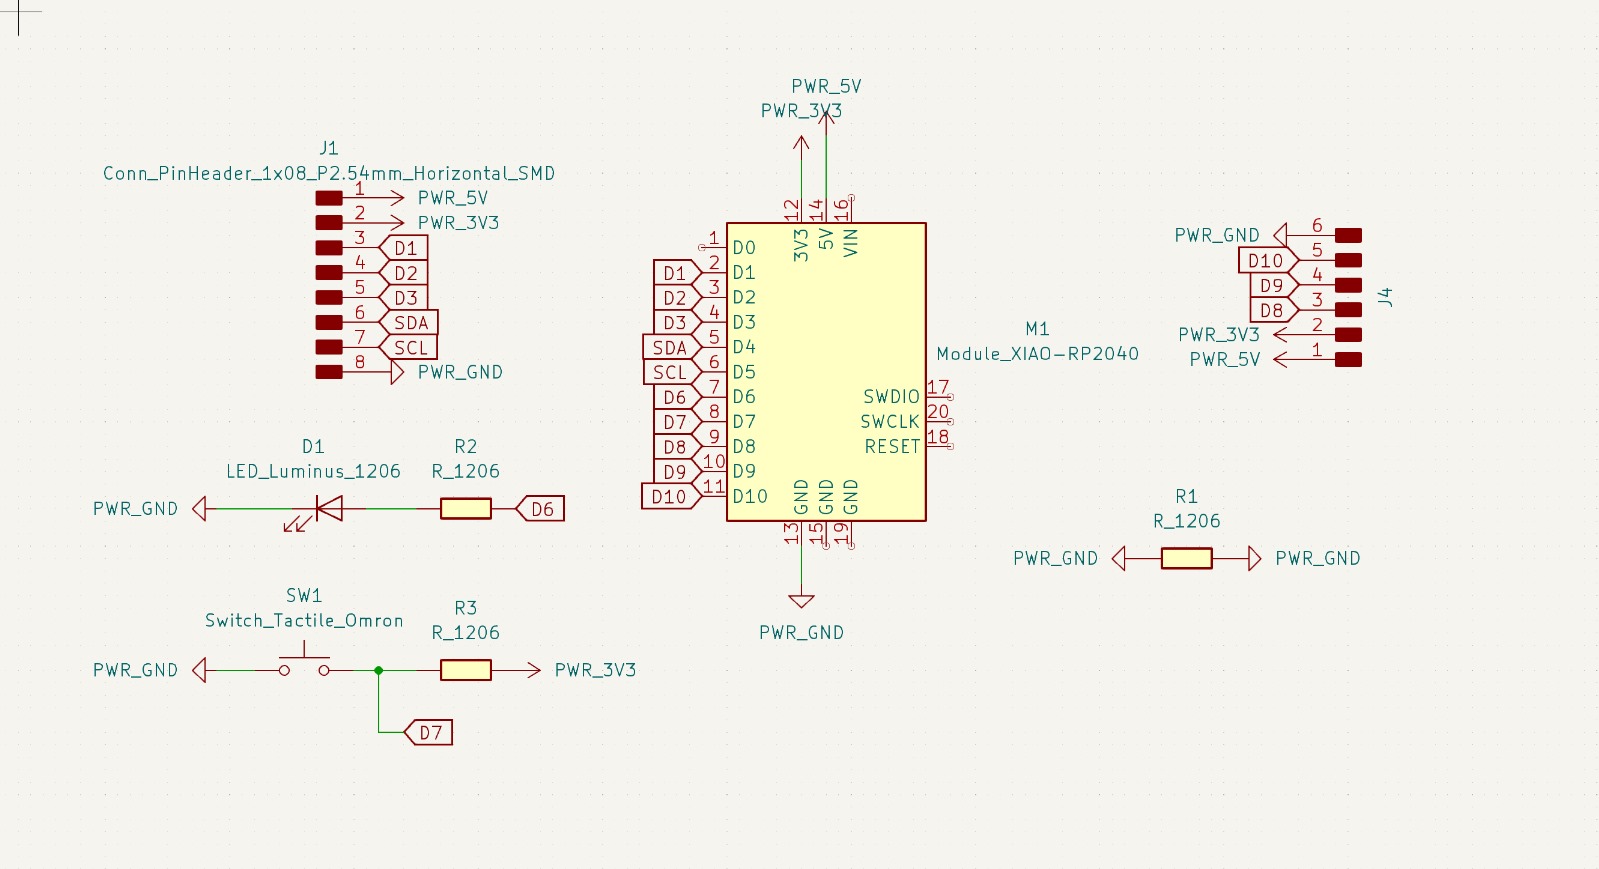 PWR_5V
PWR_3V3
J1
Conn_PinHeader_1x08_P2.54mm_Horizontal_SMD
1 PWR_5V
2 PWR_3V3
3 D1
4 D2
5 D3
6 SDA
7 SCL
8 PWR_GND
12 14 16
3V3 5V VIN
1 D0
D1 2 D1
D2 3 D2
D3 4 D3
SDA 5 D4
SCL 6 D5
D6 7 D6
D7 8 D7
D8 9 D8
D9 10 D9
D10 11 D10
SWDIO 17
SWCLK 20
RESET 18
GND GND GND
13 15 19
PWR_GND
M1
Module_XIAO-RP2040
PWR_GND 6
D10 5
D9 4
D8 3
PWR_3V3 2
PWR_5V 1
J4
D1
LED_Luminus_1206
R2
R_1206
PWR_GND
D6
SW1
Switch_Tactile_Omron
R3
R_1206
PWR_GND
PWR_3V3
D7
R1
R_1206
PWR_GND
PWR_GND